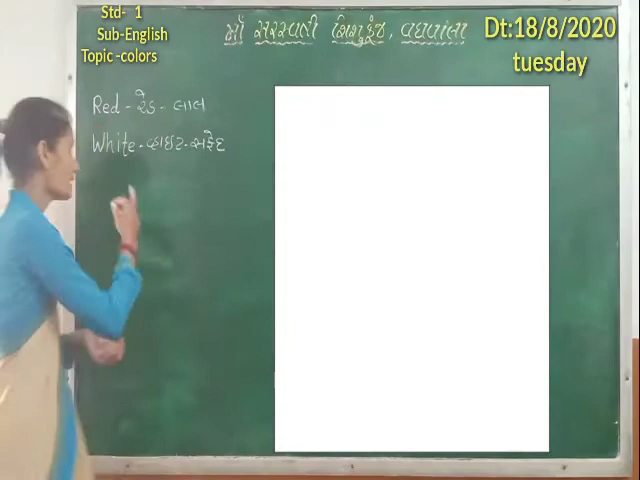 Std- 1
Sub-English
Topic -colors
Dt:18/8/2020
tuesday
માઁ સરસ્વતી શિશુકુંજ, વઘવાલા
Red - રેડ - લાલ
White - વ્હાઇટ - સફેદ